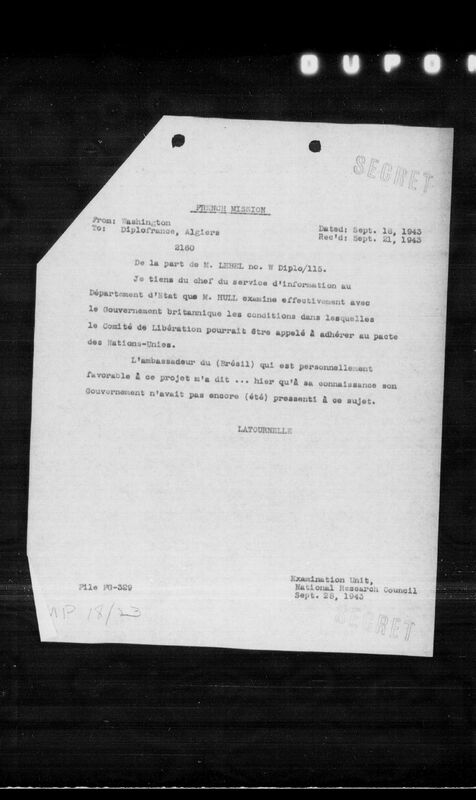 DUPON
SECRET
FRENCH MISSION
From: Washington
To: Diplofrance, Algiers
Dated: Sept. 18, 1943
Rec'd: Sept. 21, 1943
2160
De la part de M. LEBEL no. W Diplo/115.
Je tiens du chef du service d'information au
Département d'Etat que M. HULL examine effectivement avec
le Gouvernement britannique les conditions dans lesquelles
le Comité de Libération pourrait être appelé à adhérer au pacte
des Nations-Unies.
L'ambassadeur du (Brésil) qui est personnellement
favorable à ce projet m'a dit ... hier qu'à sa connaissance son
Gouvernement n'avait pas encore (été) pressenti à ce sujet.
LATOURNELLE
File FG-329
Examination Unit,
National Research Council
Sept. 28, 1943
MP 18/23
SECRET